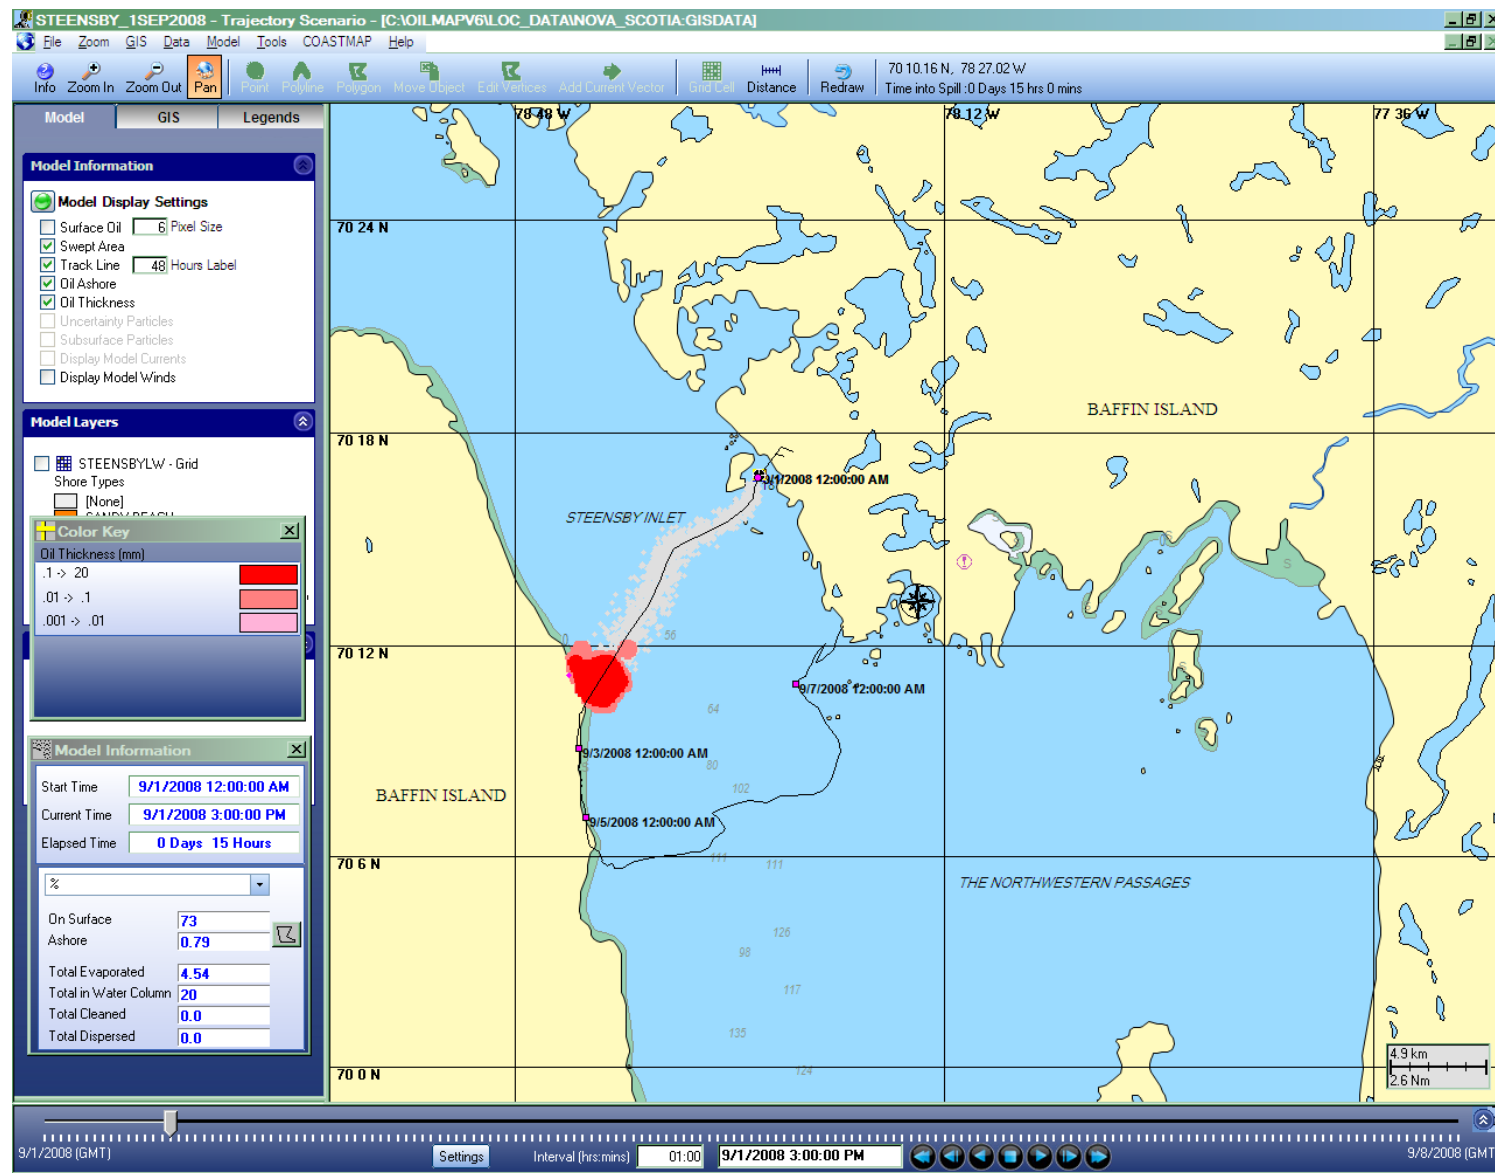 STEENSBY_1SEP2008 - Trajectory Scenario - [C:\OILMAPV6\LOC_DATA\NOVA_SCOTIA:GISDATA]
File Zoom GIS Data Model Tools COASTMAP Help
Info Zoom In Zoom Out Pan Point Polyline Polygon Move Object Edit Vertices Add Current Vector Grid Cell Distance Redraw
70 10.16 N, 78 27.02 W
Time into Spill :0 Days 15 hrs 0 mins
Model GIS Legends
Model Information
Model Display Settings
Surface Oil 6 Pixel Size
Swept Area
Track Line 48 Hours Label
Oil Ashore
Oil Thickness
Uncertainty Particles
Subsurface Particles
Display Model Currents
Display Model Winds
Model Layers
STEENSBYLW - Grid
Shore Types
[None]
SANDY BEACH
Color Key
Oil Thickness (mm)
.1 -> 20
.01 -> .1
.001 -> .01
Model Information
Start Time 9/1/2008 12:00:00 AM
Current Time 9/1/2008 3:00:00 PM
Elapsed Time 0 Days 15 Hours
%
On Surface 73
Ashore 0.79
Total Evaporated 4.54
Total in Water Column 20
Total Cleaned 0.0
Total Dispersed 0.0
78 48 W
78 12 W
77 36 W
70 24 N
BAFFIN ISLAND
70 18 N
9/1/2008 12:00:00 AM
STEENSBY INLET
S
S
S
S
0
56
70 12 N
S
S
9/7/2008 12:00:00 AM
64
S
9/3/2008 12:00:00 AM
80
102
BAFFIN ISLAND
9/5/2008 12:00:00 AM
70 6 N
111
111
THE NORTHWESTERN PASSAGES
126
98
117
135
4.9 km
2.6 Nm
70 0 N
124
9/1/2008 (GMT)
Settings Interval (hrs:mins) 01:00 9/1/2008 3:00:00 PM
9/8/2008 (GMT